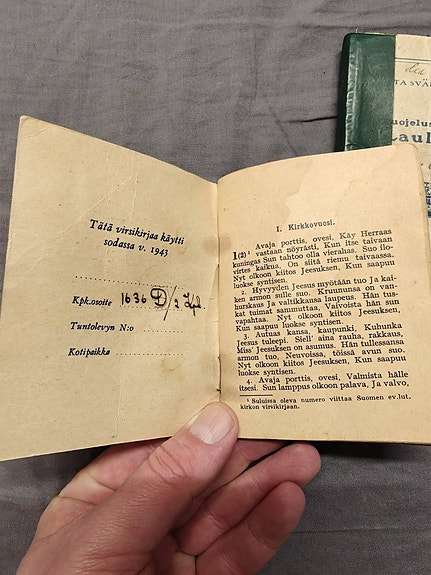 Tätä virsikirjaa käytti
sodassa v. 1943
Kpk.osoite 1636 D/2
Tuntolevyn N:o
Kotipaikka
I. Kirkkovuosi.
1(2)¹ Avaja porttis, ovesi, Käy Herraas
vastaan nöyrästi, Kun itse taivaan
kuningas Sun tahtoo olla vierahas. Suo ilo-
virtes kaikua, On siitä riemu taivaassa.
Nyt olkoon kiitos Jeesuksen, Kun saapuu
luokse syntisen.
2. Hyvyyden Jeesus myötään tuo Ja kai-
ken armon sulle suo. Kruununsa on van-
hurskaus Ja valtikkansa laupeus. Hän tus-
kat tuimat sammuttaa, Vaivoista hän sun
vapahtaa. Nyt olkoon kiitos Jeesuksen,
Kun saapuu luokse syntisen.
3. Autuas kansa, kaupunki, Kuhunka
Jeesus tuleepi. Siell' aina rauha, rakkaus,
Miss' Jeesuksen on asumus. Hän tullessansa
armon tuo, Neuvoissa, töissä avun suo.
Nyt olkoon kiitos Jeesuksen, Kun saapuu
luokse syntisen.
4. Avaja porttis, ovesi, Valmista hälle
itsesi. Sun lamppus olkoon palava, Ja valvo,
¹ Suluissa oleva numero viittaa Suomen ev.lut.
kirkon virsikirjaan.
TA SVÄ
uojelus
aul